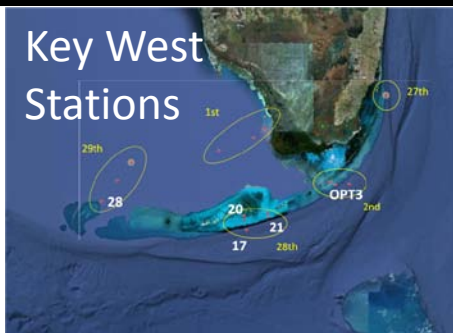 Key West
Stations
1st
27th
29th
28
20
21
17
28th
OPT3
2nd